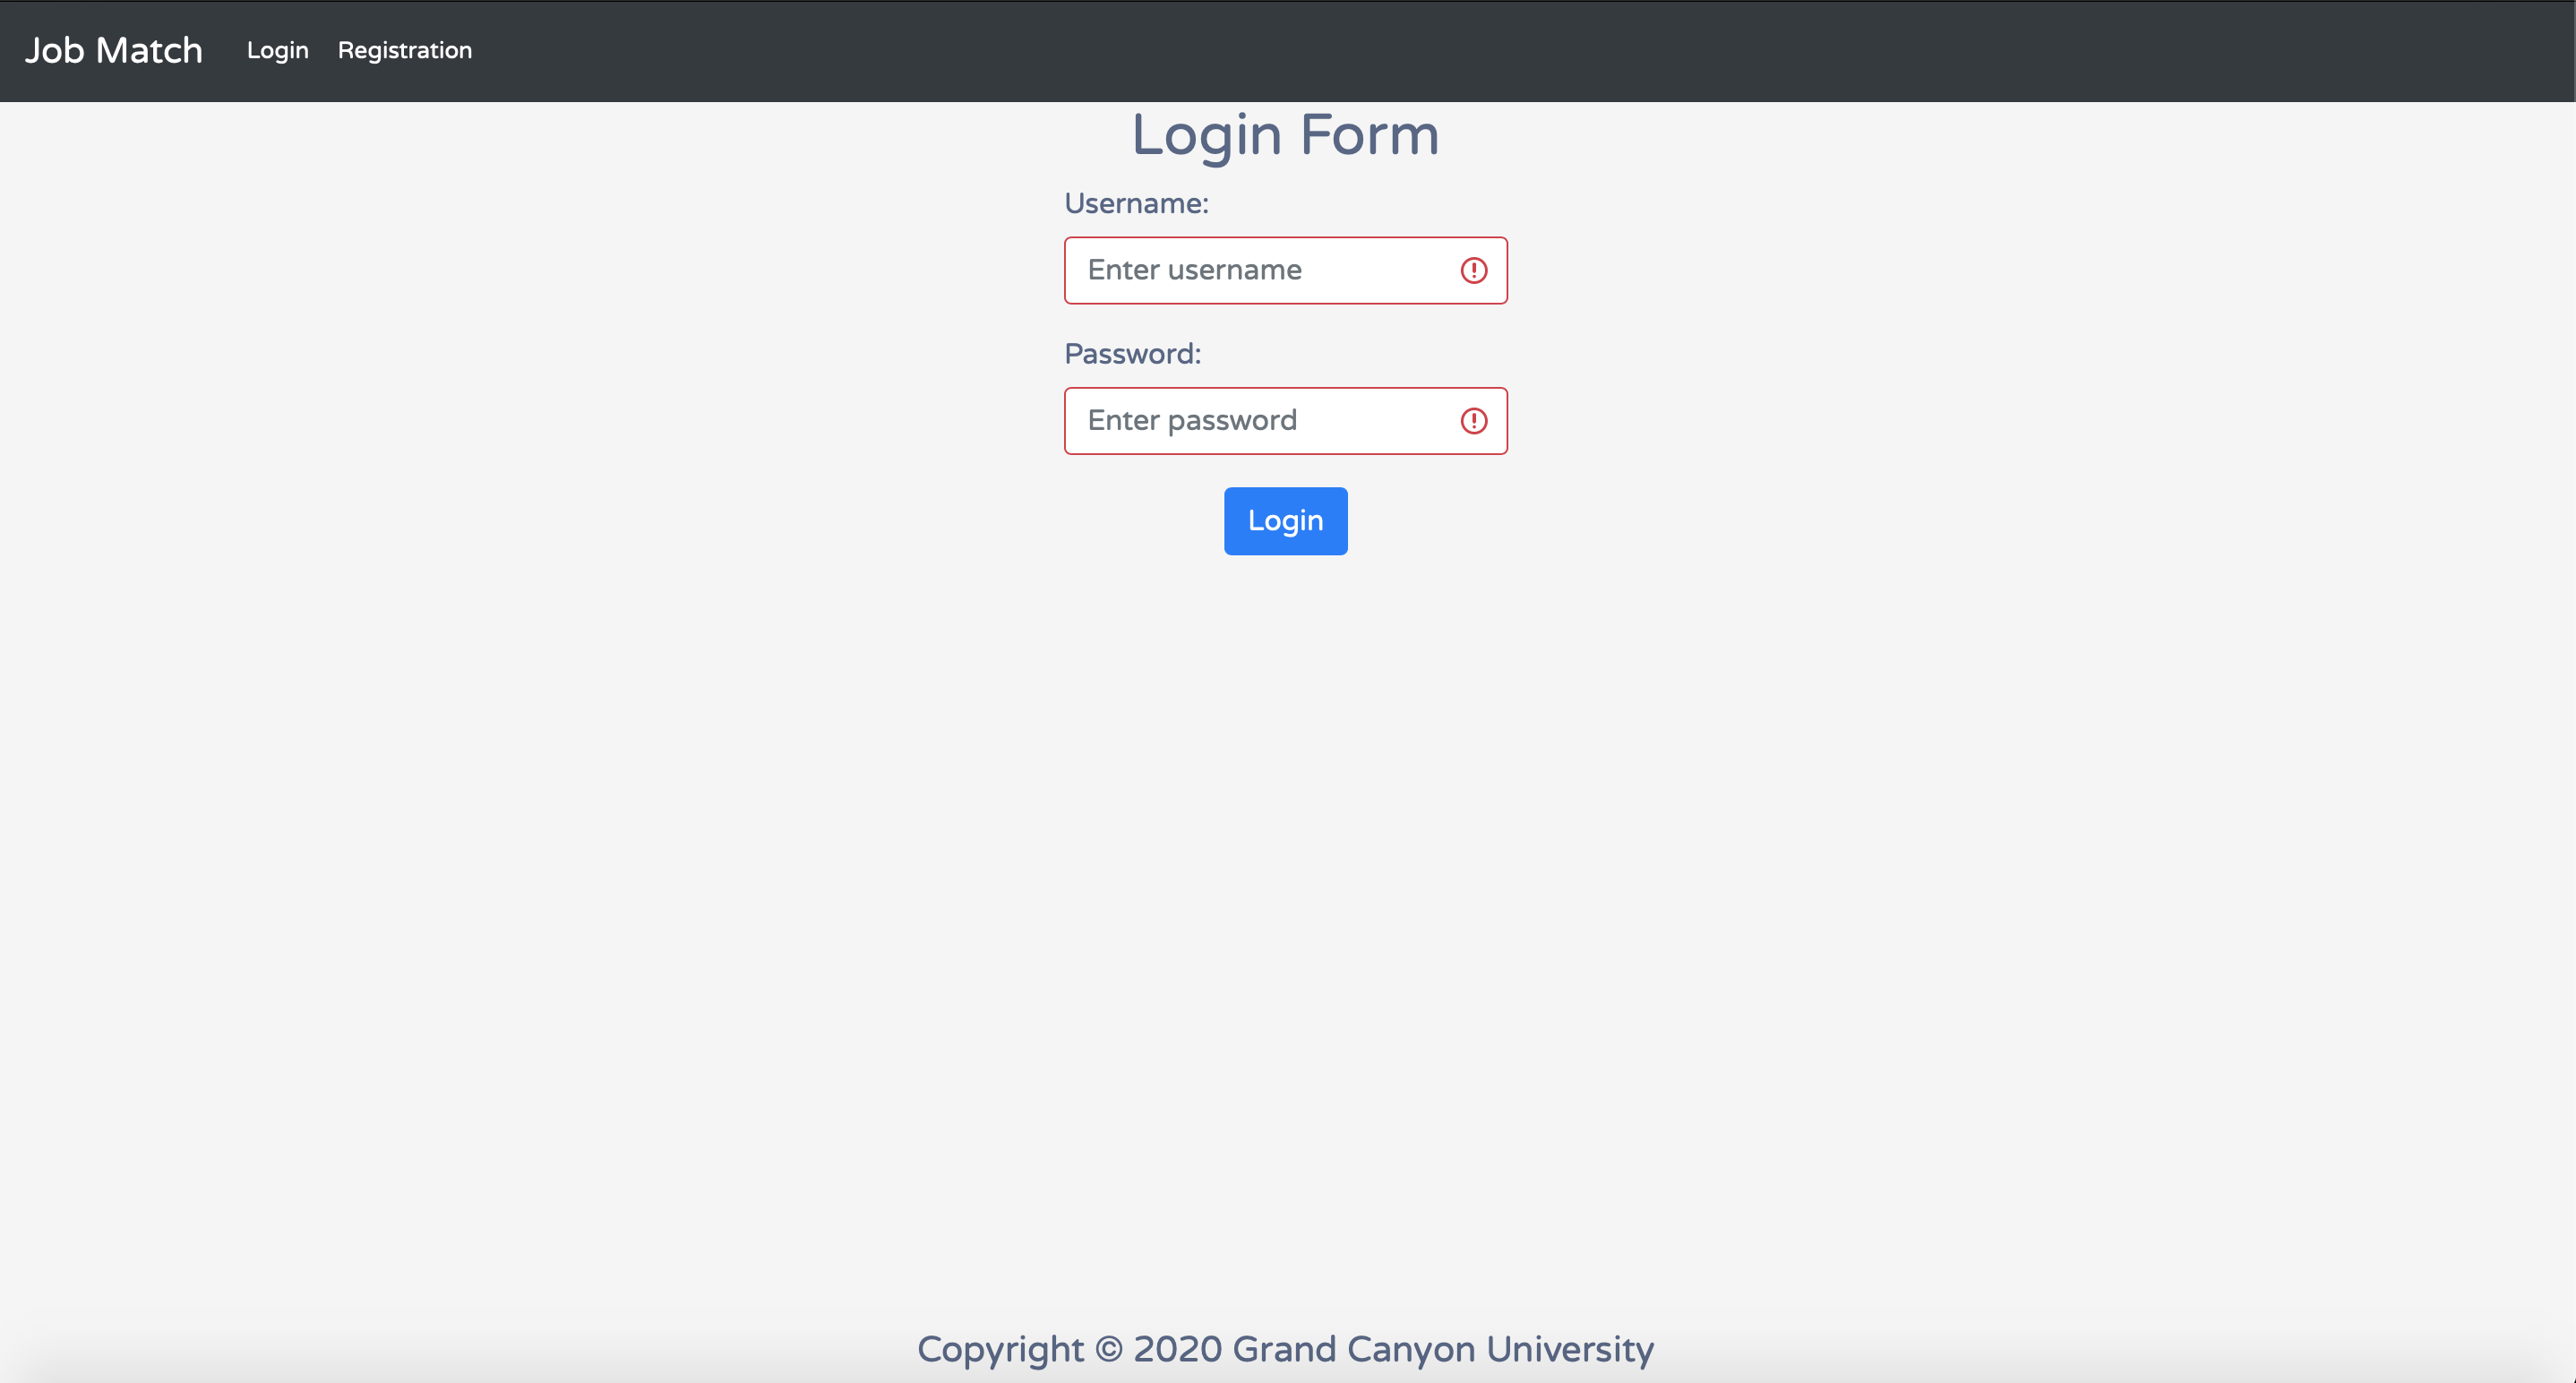 Job Match Login Registration
Login Form
Username:
Enter username
Password:
Enter password
Login
Copyright © 2020 Grand Canyon University